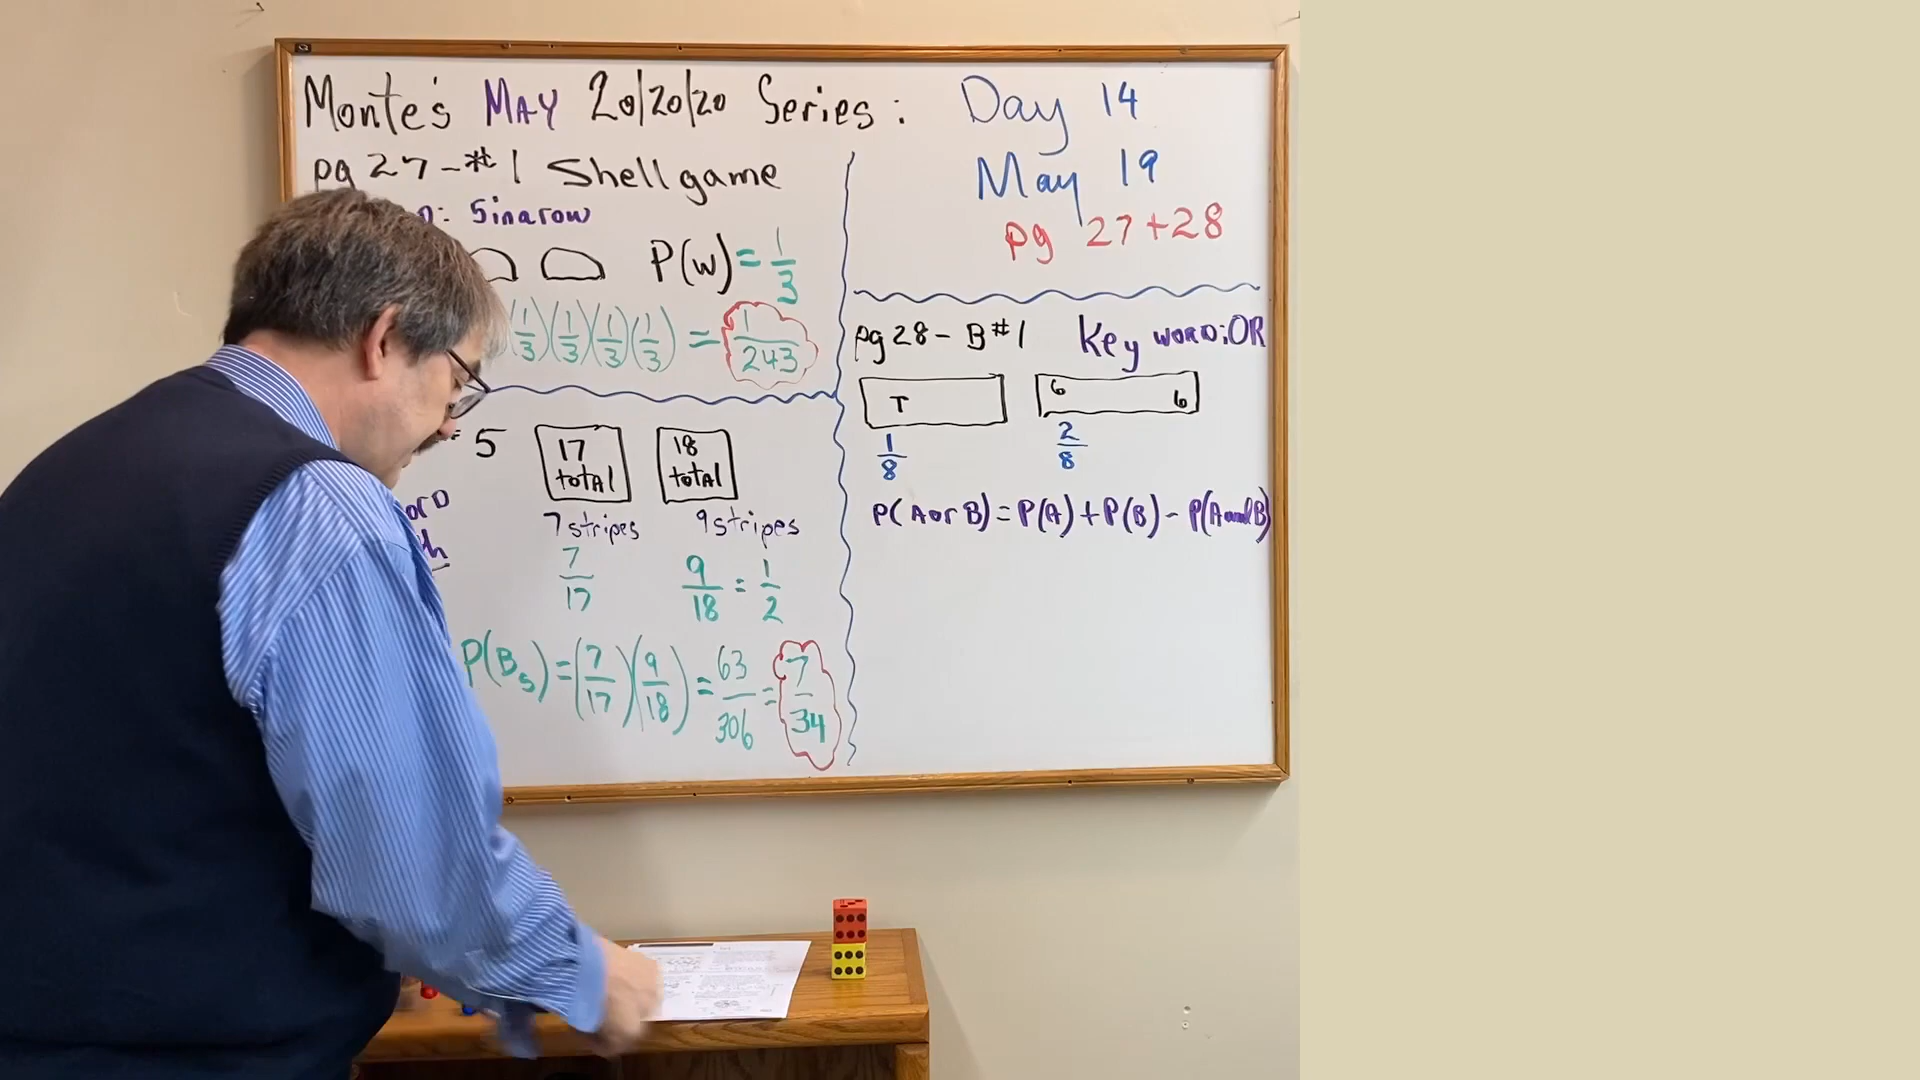 Monte's MAY 20/20/20 Series: Day 14
May 19
pg 27+28
pg 27-#1 Shell game
: 5 in a row
P(W)=1/3
(1/3)(1/3)(1/3)(1/3) = 1/243
5
17 total
18 total
7 stripes
9 stripes
7/17
9/18 = 1/2
P(Bs) = (7/17)(9/18) = 63/306 = 7/34
pg 28 - B#1 Key WORD: OR
T
6 6
1/8
2/8
P(A or B) = P(A) + P(B) - P(A and B)